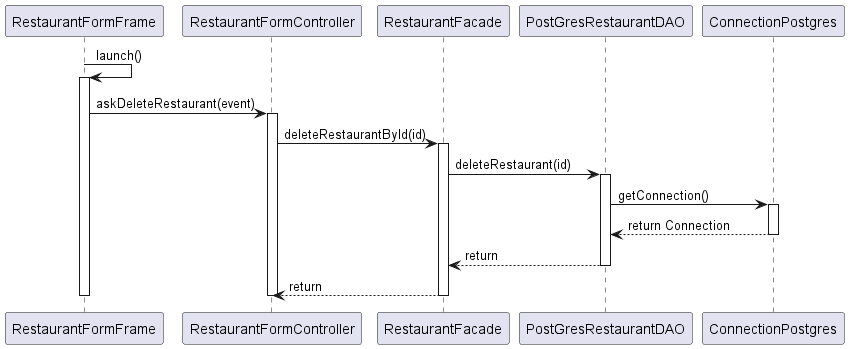 RestaurantFormFrame
RestaurantFormController
RestaurantFacade
PostGresRestaurantDAO
ConnectionPostgres
launch()
askDeleteRestaurant(event)
deleteRestaurantById(id)
deleteRestaurant(id)
getConnection()
return Connection
return
return
RestaurantFormFrame
RestaurantFormController
RestaurantFacade
PostGresRestaurantDAO
ConnectionPostgres